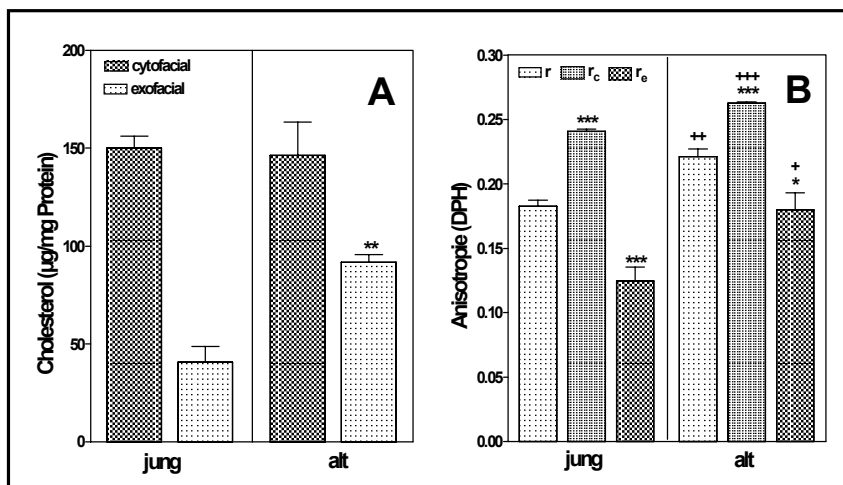 200
150
100
50
0
Cholesterol (µg/mg Protein)
cytofacial
exofacial
A
**
jung
alt
0.30
0.25
0.20
0.15
0.10
0.05
0.00
Anisotropie (DPH)
r rc re
B
***
***
++
+++
***
+
*
jung
alt